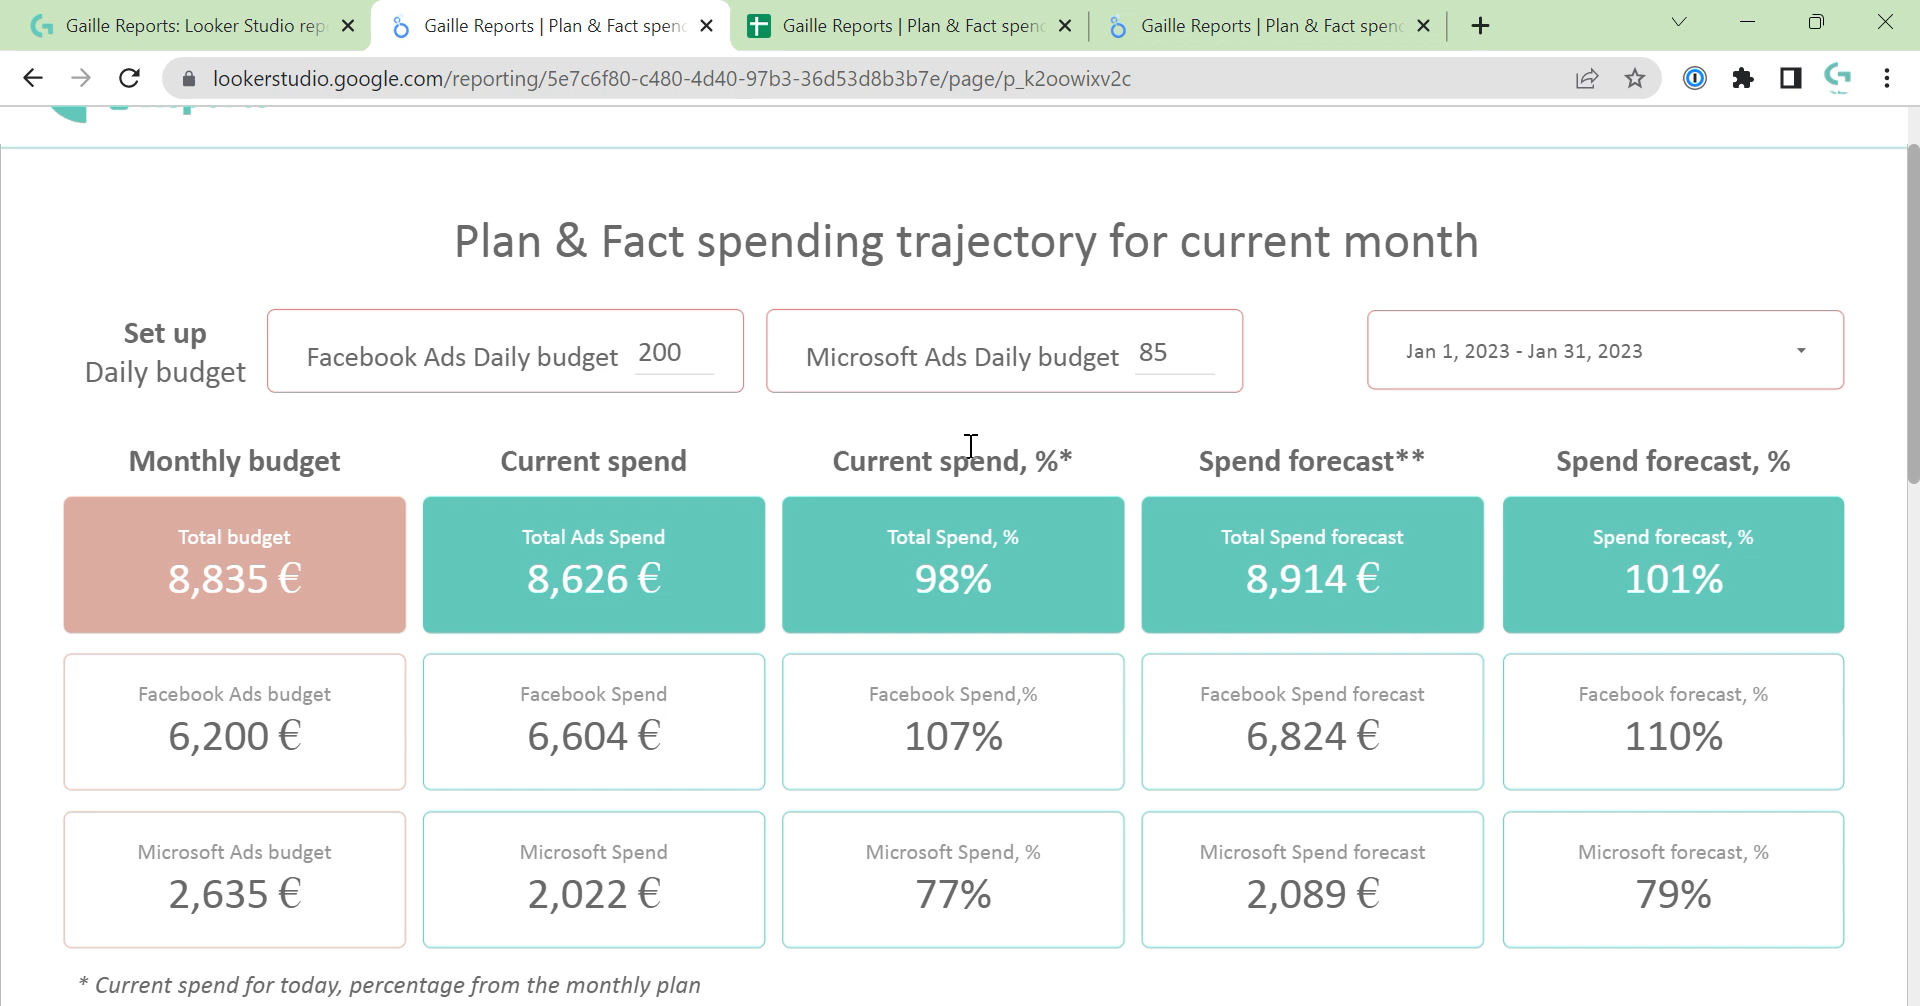 Gaille Reports: Looker Studio rep
Gaille Reports | Plan & Fact spen
Gaille Reports | Plan & Fact spen
Gaille Reports | Plan & Fact spen
lookerstudio.google.com/reporting/5e7c6f80-c480-4d40-97b3-36d53d8b3b7e/page/p_k2oowixv2c
Plan & Fact spending trajectory for current month
Set up
Daily budget
Facebook Ads Daily budget 200
Microsoft Ads Daily budget 85
Jan 1, 2023 - Jan 31, 2023
Monthly budget
Current spend
Current spend, %*
Spend forecast**
Spend forecast, %
Total budget
8,835 €
Total Ads Spend
8,626 €
Total Spend, %
98%
Total Spend forecast
8,914 €
Spend forecast, %
101%
Facebook Ads budget
6,200 €
Facebook Spend
6,604 €
Facebook Spend,%
107%
Facebook Spend forecast
6,824 €
Facebook forecast, %
110%
Microsoft Ads budget
2,635 €
Microsoft Spend
2,022 €
Microsoft Spend, %
77%
Microsoft Spend forecast
2,089 €
Microsoft forecast, %
79%
* Current spend for today, percentage from the monthly plan